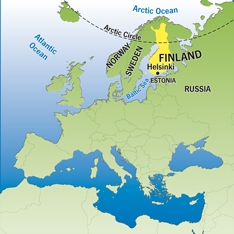 Arctic Ocean
Arctic Circle
Atlantic
Ocean
NORWAY
SWEDEN
FINLAND
Helsinki
Baltic Sea
ESTONIA
RUSSIA